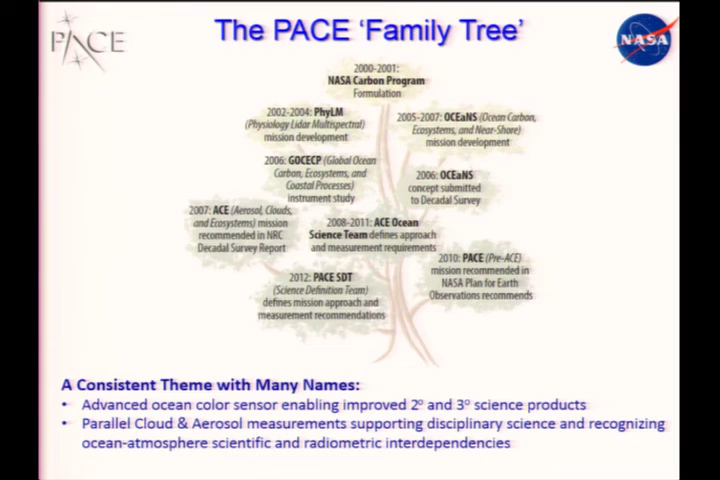 PACE
The PACE ‘Family Tree’
NASA
2000-2001:
NASA Carbon Program
Formulation
2002-2004: PhyLM
(Physiology Lidar Multispectral)
mission development
2005-2007: OCEaNS (Ocean Carbon,
Ecosystems, and Near-Shore)
mission development
2006: GOCECP (Global Ocean
Carbon, Ecosystems, and
Coastal Processes)
instrument study
2006: OCEaNS
concept submitted
to Decadal Survey
2007: ACE (Aerosol, Clouds,
and Ecosystems) mission
recommended in NRC
Decadal Survey Report
2008-2011: ACE Ocean
Science Team defines approach
and measurement requirements
2010: PACE (Pre-ACE)
mission recommended in
NASA Plan for Earth
Observations recommends
2012: PACE SDT
(Science Definition Team)
defines mission approach and
measurement recommendations
A Consistent Theme with Many Names:
• Advanced ocean color sensor enabling improved 2° and 3° science products
• Parallel Cloud & Aerosol measurements supporting disciplinary science and recognizing
ocean-atmosphere scientific and radiometric interdependencies